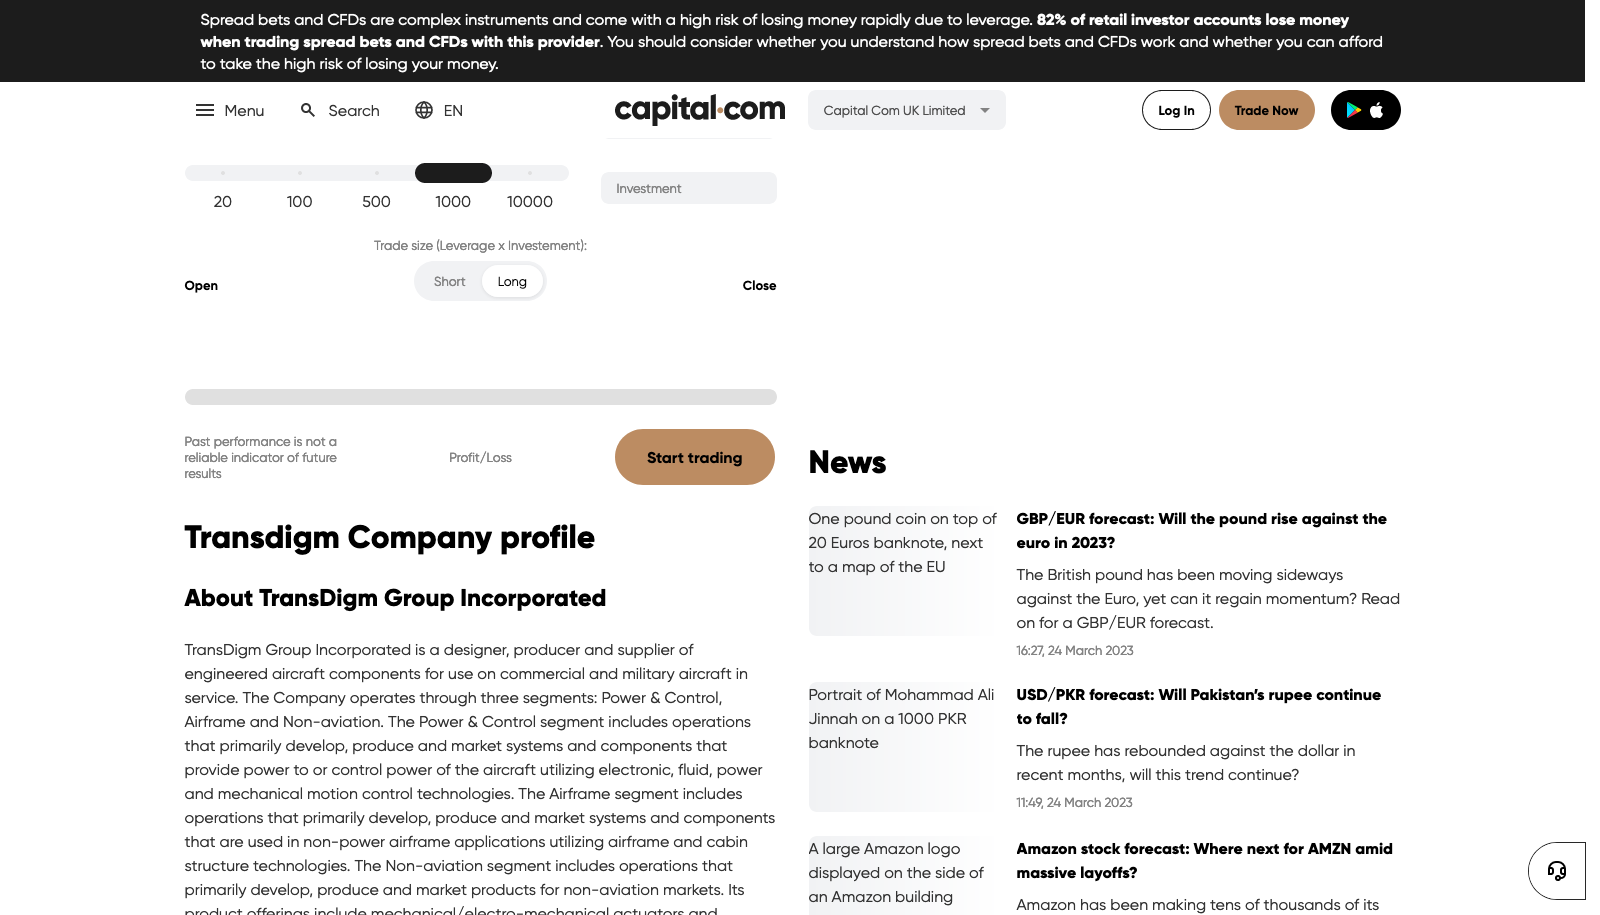 Spread bets and CFDs are complex instruments and come with a high risk of losing money rapidly due to leverage. 82% of retail investor accounts lose money
when trading spread bets and CFDs with this provider. You should consider whether you understand how spread bets and CFDs work and whether you can afford
to take the high risk of losing your money.
Menu
Search
EN
capital.com
Capital Com UK Limited
Log In
Trade Now
20
100
500
1000
10000
Investment
Trade size (Leverage x Investement):
Open
Short
Long
Close
Past performance is not a
reliable indicator of future
results
Profit/Loss
Start trading
Transdigm Company profile
About TransDigm Group Incorporated
TransDigm Group Incorporated is a designer, producer and supplier of
engineered aircraft components for use on commercial and military aircraft in
service. The Company operates through three segments: Power & Control,
Airframe and Non-aviation. The Power & Control segment includes operations
that primarily develop, produce and market systems and components that
provide power to or control power of the aircraft utilizing electronic, fluid, power
and mechanical motion control technologies. The Airframe segment includes
operations that primarily develop, produce and market systems and components
that are used in non-power airframe applications utilizing airframe and cabin
structure technologies. The Non-aviation segment includes operations that
primarily develop, produce and market products for non-aviation markets. Its
product offerings include mechanical/electro-mechanical actuators and
News
One pound coin on top of
20 Euros banknote, next
to a map of the EU
GBP/EUR forecast: Will the pound rise against the
euro in 2023?
The British pound has been moving sideways
against the Euro, yet can it regain momentum? Read
on for a GBP/EUR forecast.
16:27, 24 March 2023
Portrait of Mohammad Ali
Jinnah on a 1000 PKR
banknote
USD/PKR forecast: Will Pakistan's rupee continue
to fall?
The rupee has rebounded against the dollar in
recent months, will this trend continue?
11:49, 24 March 2023
A large Amazon logo
displayed on the side of
an Amazon building
Amazon stock forecast: Where next for AMZN amid
massive layoffs?
Amazon has been making tens of thousands of its